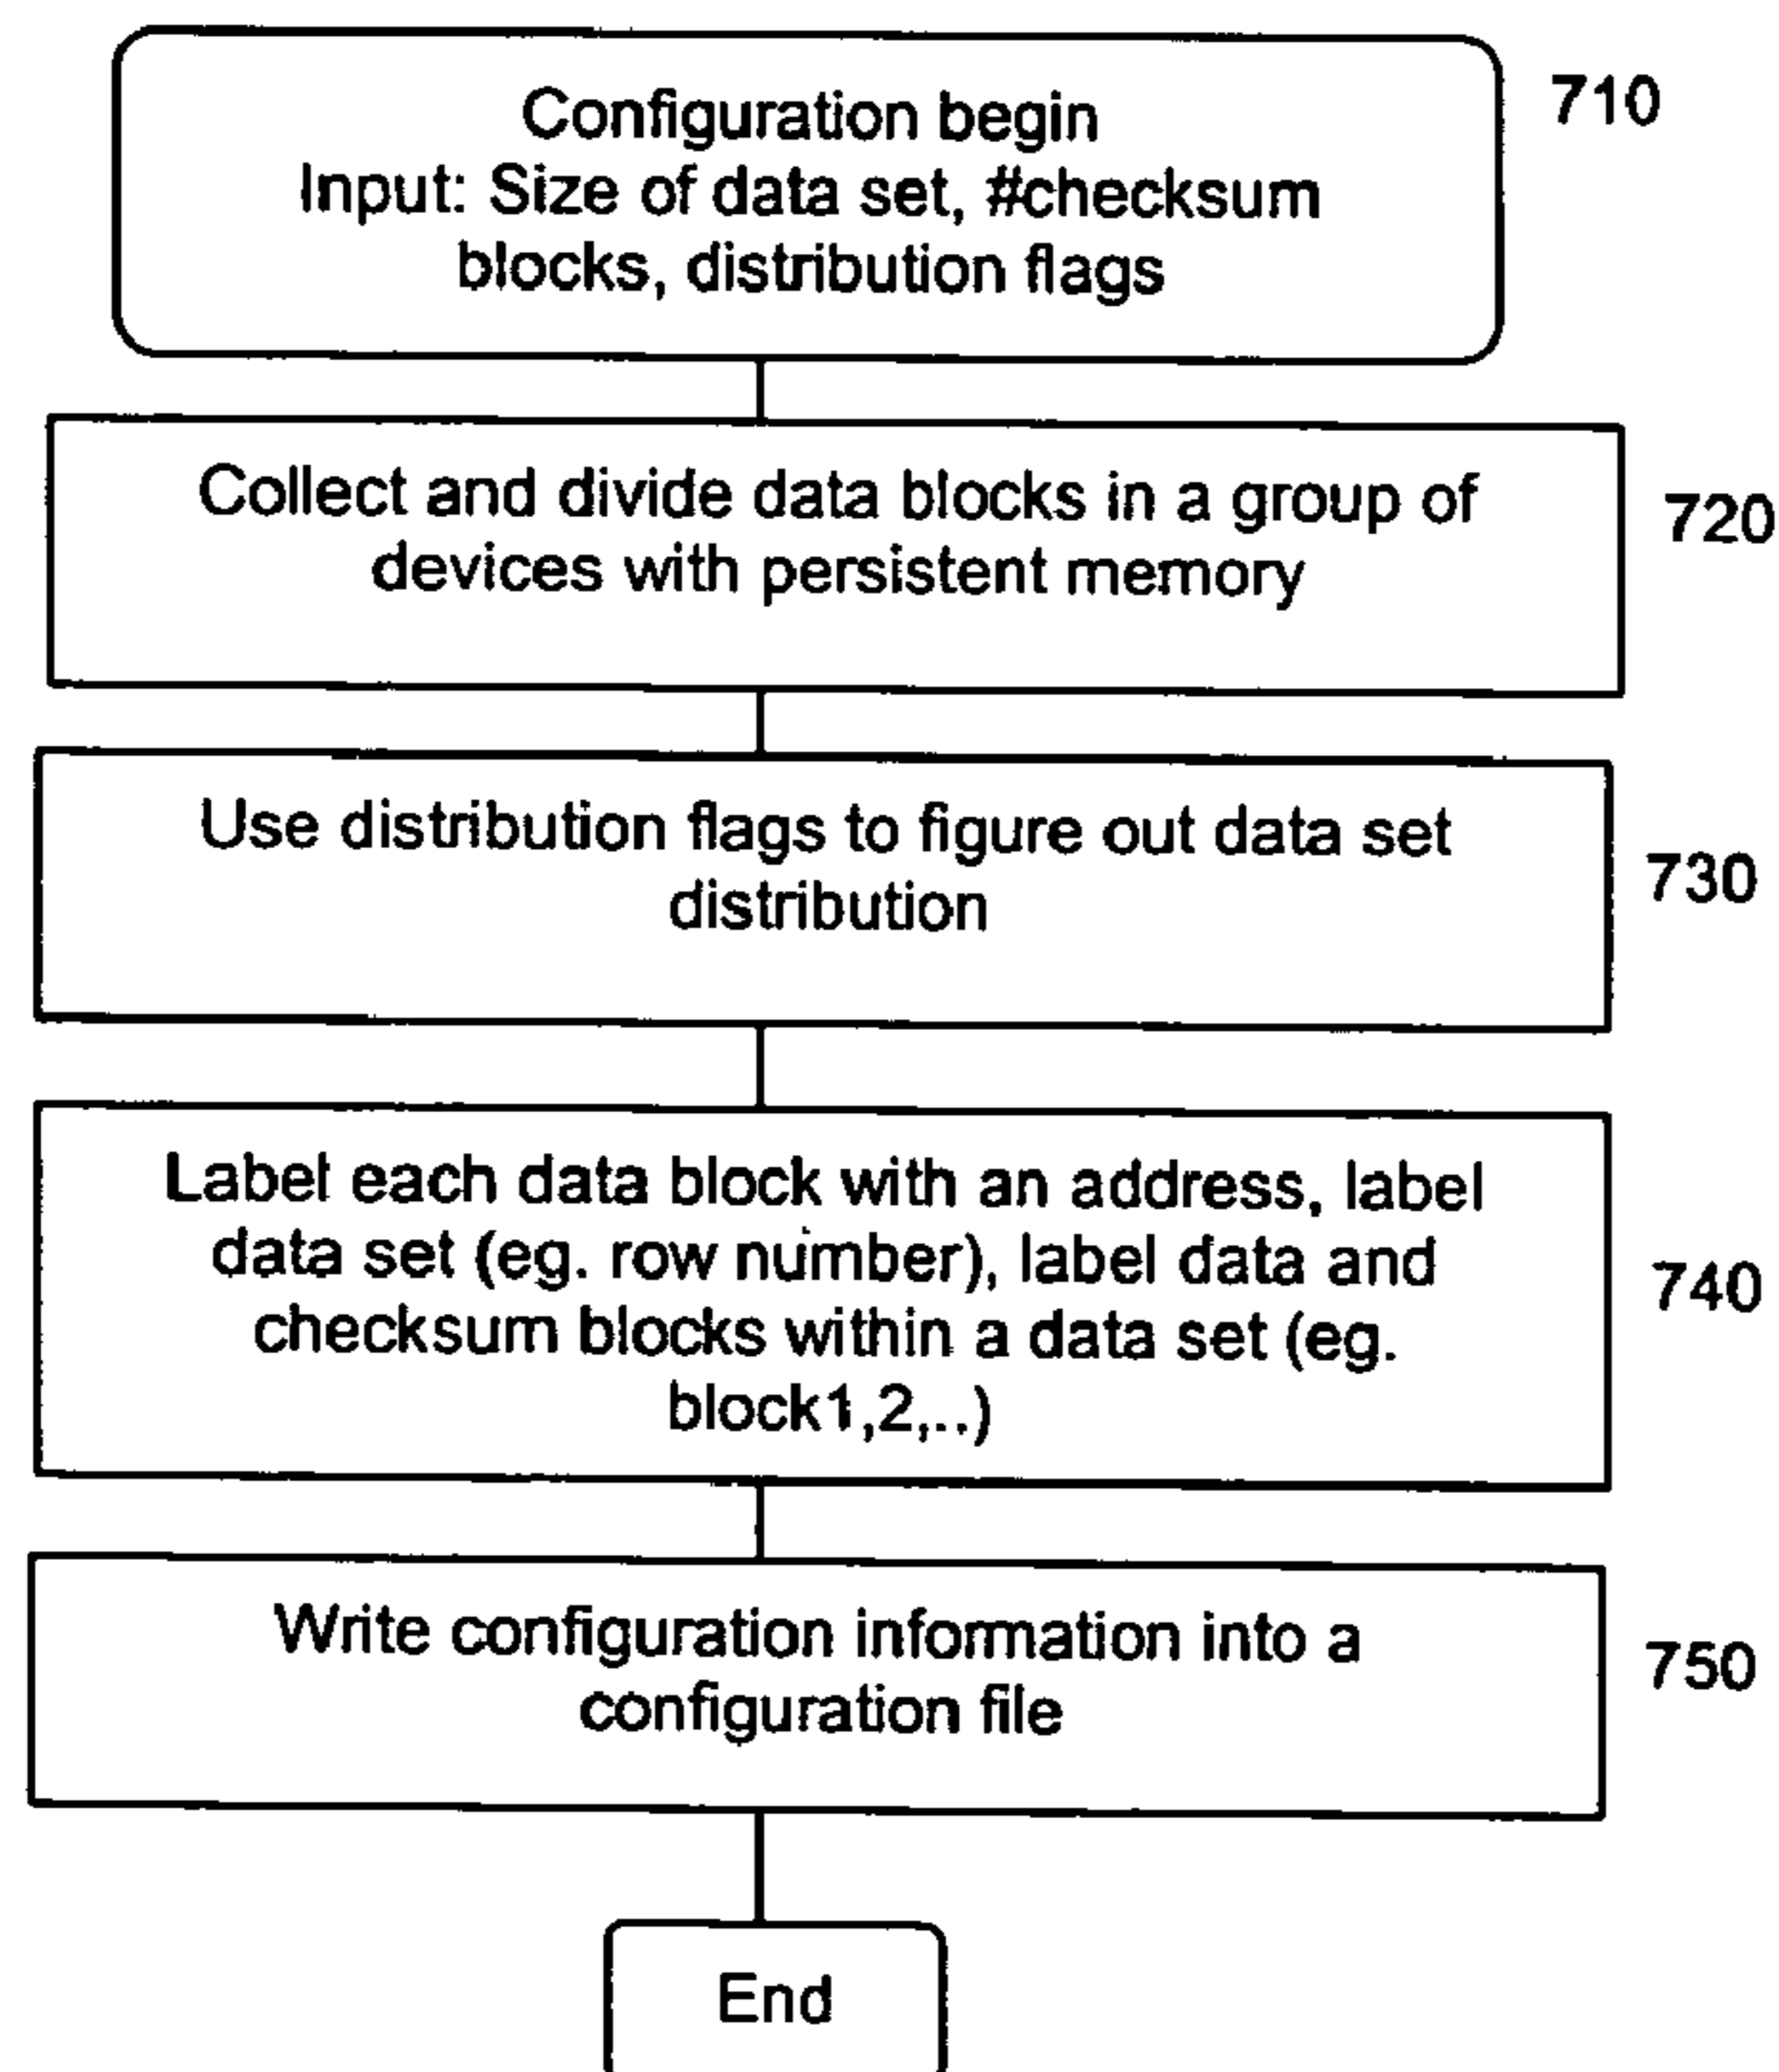 Configuration begin
710
Input: Size of data set, #checksum
blocks, distribution flags
Collect and divide data blocks in a group of
720
devices with persistent memory
Use distribution flags to figure out data set
730
distribution
Label each data block with an address, label
data set (eg. row number), label data and
740
checksum blocks within a data set (eg.
block1,2,..)
Write configuration information into a
750
configuration file
End